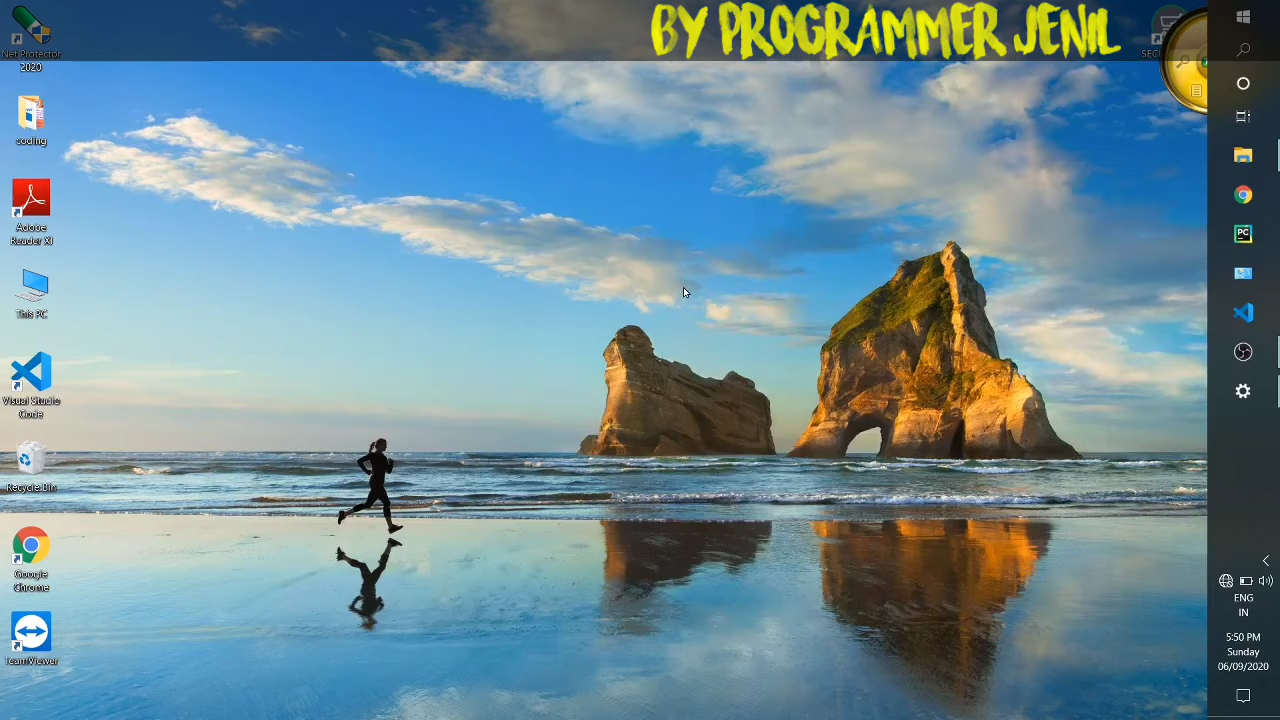 BY PROGRAMMER JENIL
Net Protector
2020
coding
Adobe
Reader XI
This PC
Visual Studio
Code
Recycle Bin
Google
Chrome
TeamViewer
PC
ENG
IN
5:50 PM
Sunday
06/09/2020